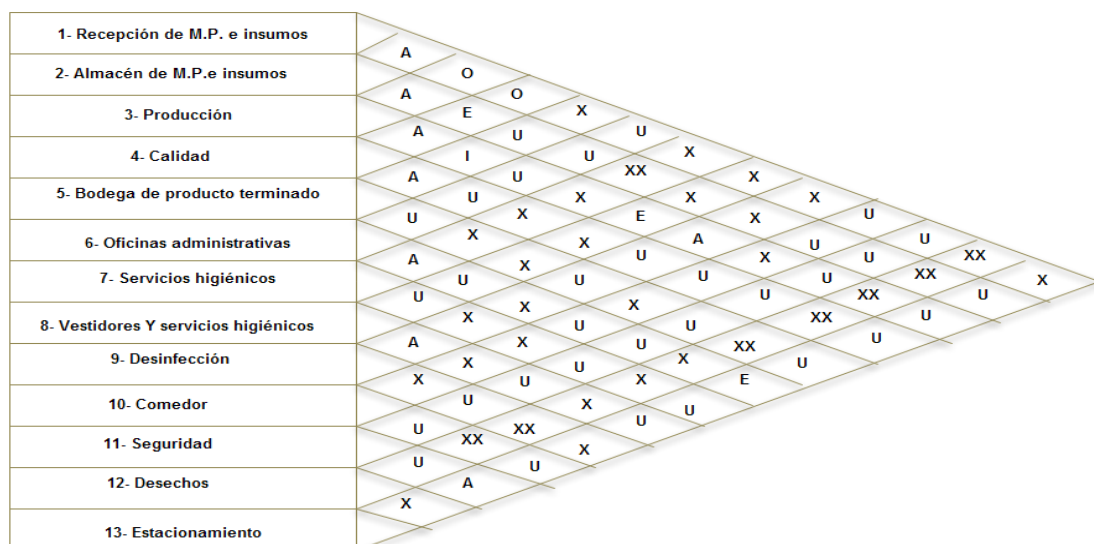 1- Recepción de M.P. e insumos
2- Almacén de M.P.e insumos
3- Producción
4- Calidad
5- Bodega de producto terminado
6- Oficinas administrativas
7- Servicios higiénicos
8- Vestidores Y servicios higiénicos
9- Desinfección
10- Comedor
11- Seguridad
12- Desechos
13- Estacionamiento
A
O
A O
E X
A U U
I U X
A U XX X
U X X X
U X E X U
X X A U U
A X U X U XX
U U U U XX X
U X X U XX U
X U U XX U
A X U XX U
X U X U
X U X E
U X U
U XX U
XX X
U U
A
X